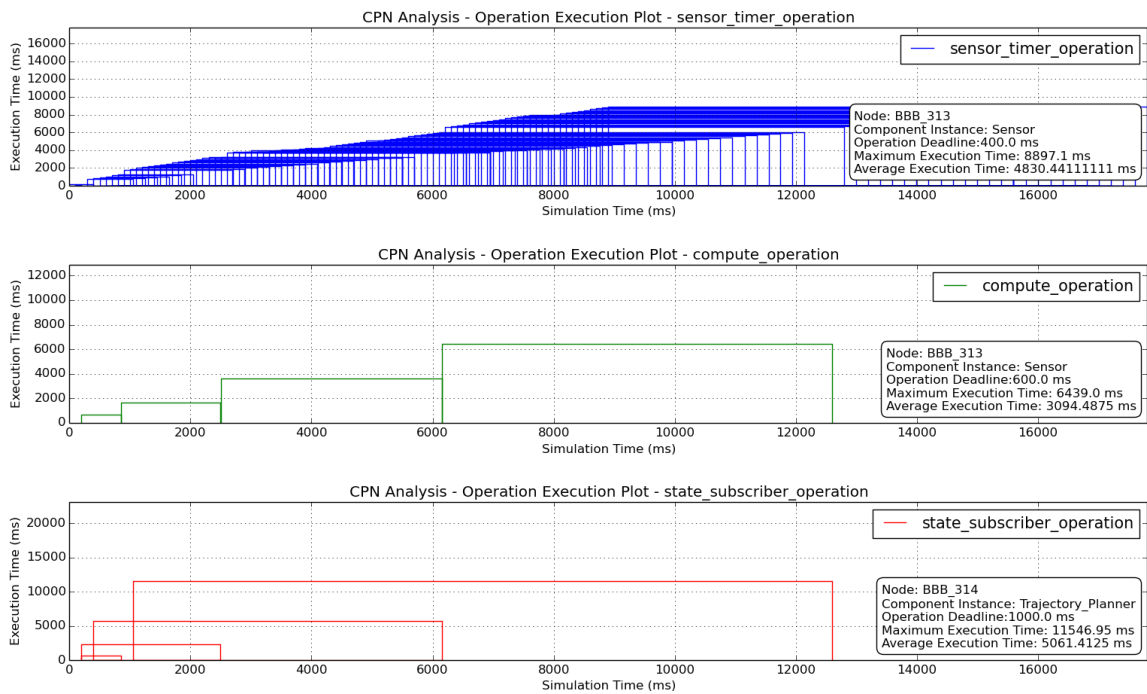 CPN Analysis - Operation Execution Plot - sensor_timer_operation
Execution Time (ms)
16000
14000
12000
10000
8000
6000
4000
2000
0
sensor_timer_operation
Node: BBB_313
Component Instance: Sensor
Operation Deadline:400.0 ms
Maximum Execution Time: 8897.1 ms
Average Execution Time: 4830.44111111 ms
0 2000 4000 6000 8000 10000 12000 14000 16000
Simulation Time (ms)
CPN Analysis - Operation Execution Plot - compute_operation
Execution Time (ms)
12000
10000
8000
6000
4000
2000
0
compute_operation
Node: BBB_313
Component Instance: Sensor
Operation Deadline:600.0 ms
Maximum Execution Time: 6439.0 ms
Average Execution Time: 3094.4875 ms
0 2000 4000 6000 8000 10000 12000 14000 16000
Simulation Time (ms)
CPN Analysis - Operation Execution Plot - state_subscriber_operation
Execution Time (ms)
20000
15000
10000
5000
0
state_subscriber_operation
Node: BBB_314
Component Instance: Trajectory_Planner
Operation Deadline:1000.0 ms
Maximum Execution Time: 11546.95 ms
Average Execution Time: 5061.4125 ms
0 2000 4000 6000 8000 10000 12000 14000 16000
Simulation Time (ms)